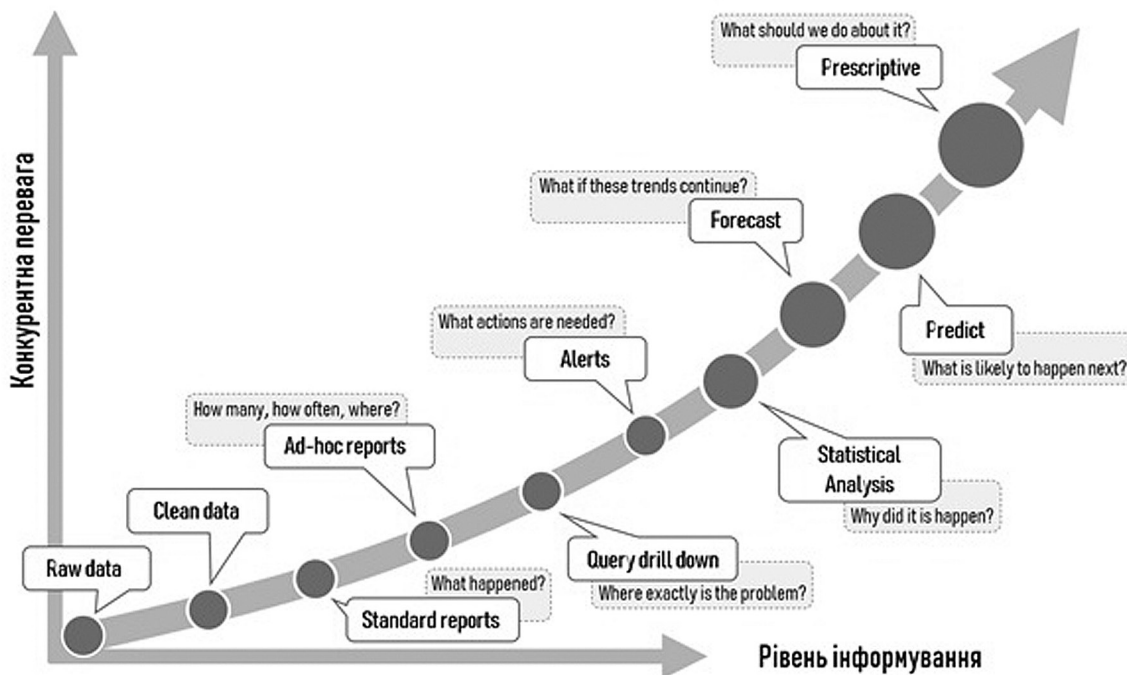 What should we do about it?
Prescriptive
What if these trends continue?
Forecast
Конкурентна перевага
What actions are needed?
Alerts
Predict
What is likely to happen next?
How many, how often, where?
Ad-hoc reports
Statistical
Analysis
Why did it is happen?
Clean data
Raw data
Query drill down
Where exactly is the problem?
What happened?
Standard reports
Рівень інформування